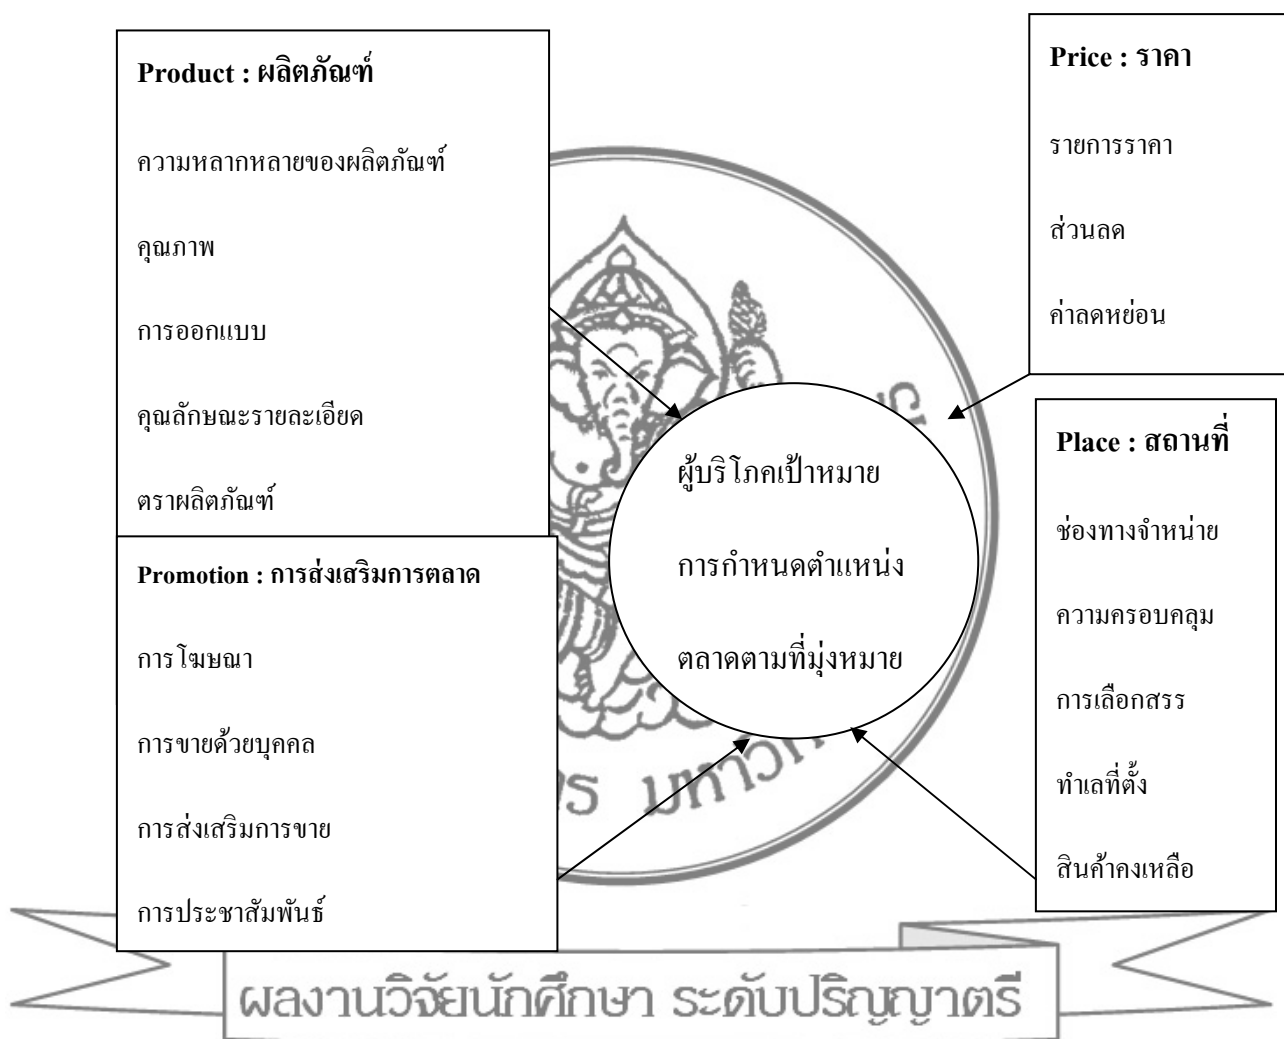 Product : ผลิตภัณฑ์
ความหลากหลายของผลิตภัณฑ์
คุณภาพ
การออกแบบ
คุณลักษณะรายละเอียด
ตราผลิตภัณฑ์
Promotion : การส่งเสริมการตลาด
การโฆษณา
การขายด้วยบุคคล
การส่งเสริมการขาย
การประชาสัมพันธ์
ผู้บริโภคเป้าหมาย
การกำหนดตำแหน่ง
ตลาดตามที่มุ่งหมาย
Price : ราคา
รายการราคา
ส่วนลด
ค่าลดหย่อน
Place : สถานที่
ช่องทางจำหน่าย
ความครอบคลุม
การเลือกสรร
ทำเลที่ตั้ง
สินค้าคงเหลือ
ผลงานวิจัยนักศึกษา ระดับปริญญาตรี